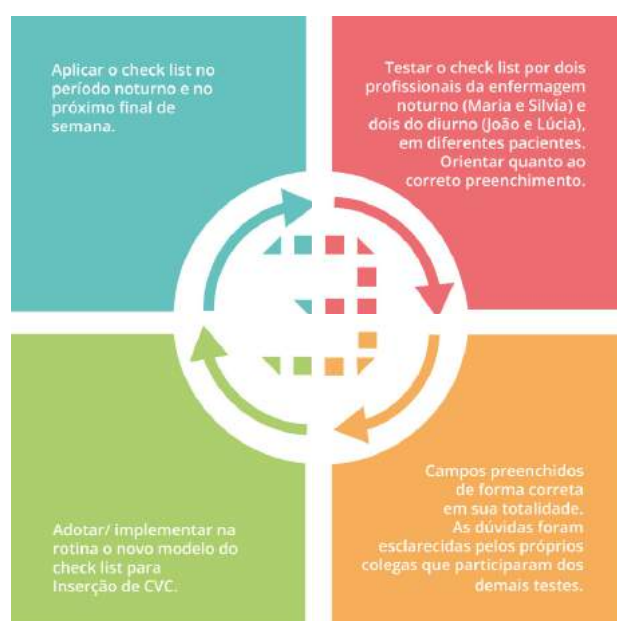 Aplicar o check list no
período noturno e no
próximo final de
semana.
Testar o check list por dois
profissionais da enfermagem
noturno (Maria e Silvia) e
dois do diurno (João e Lúcia),
em diferentes pacientes.
Orientar quanto ao
correto preenchimento.
Campos preenchidos
de forma correta
em sua totalidade.
As dúvidas foram
esclarecidas pelos próprios
colegas que participaram dos
demais testes.
Adotar/ implementar na
rotina o novo modelo do
check list para
Inserção de CVC.